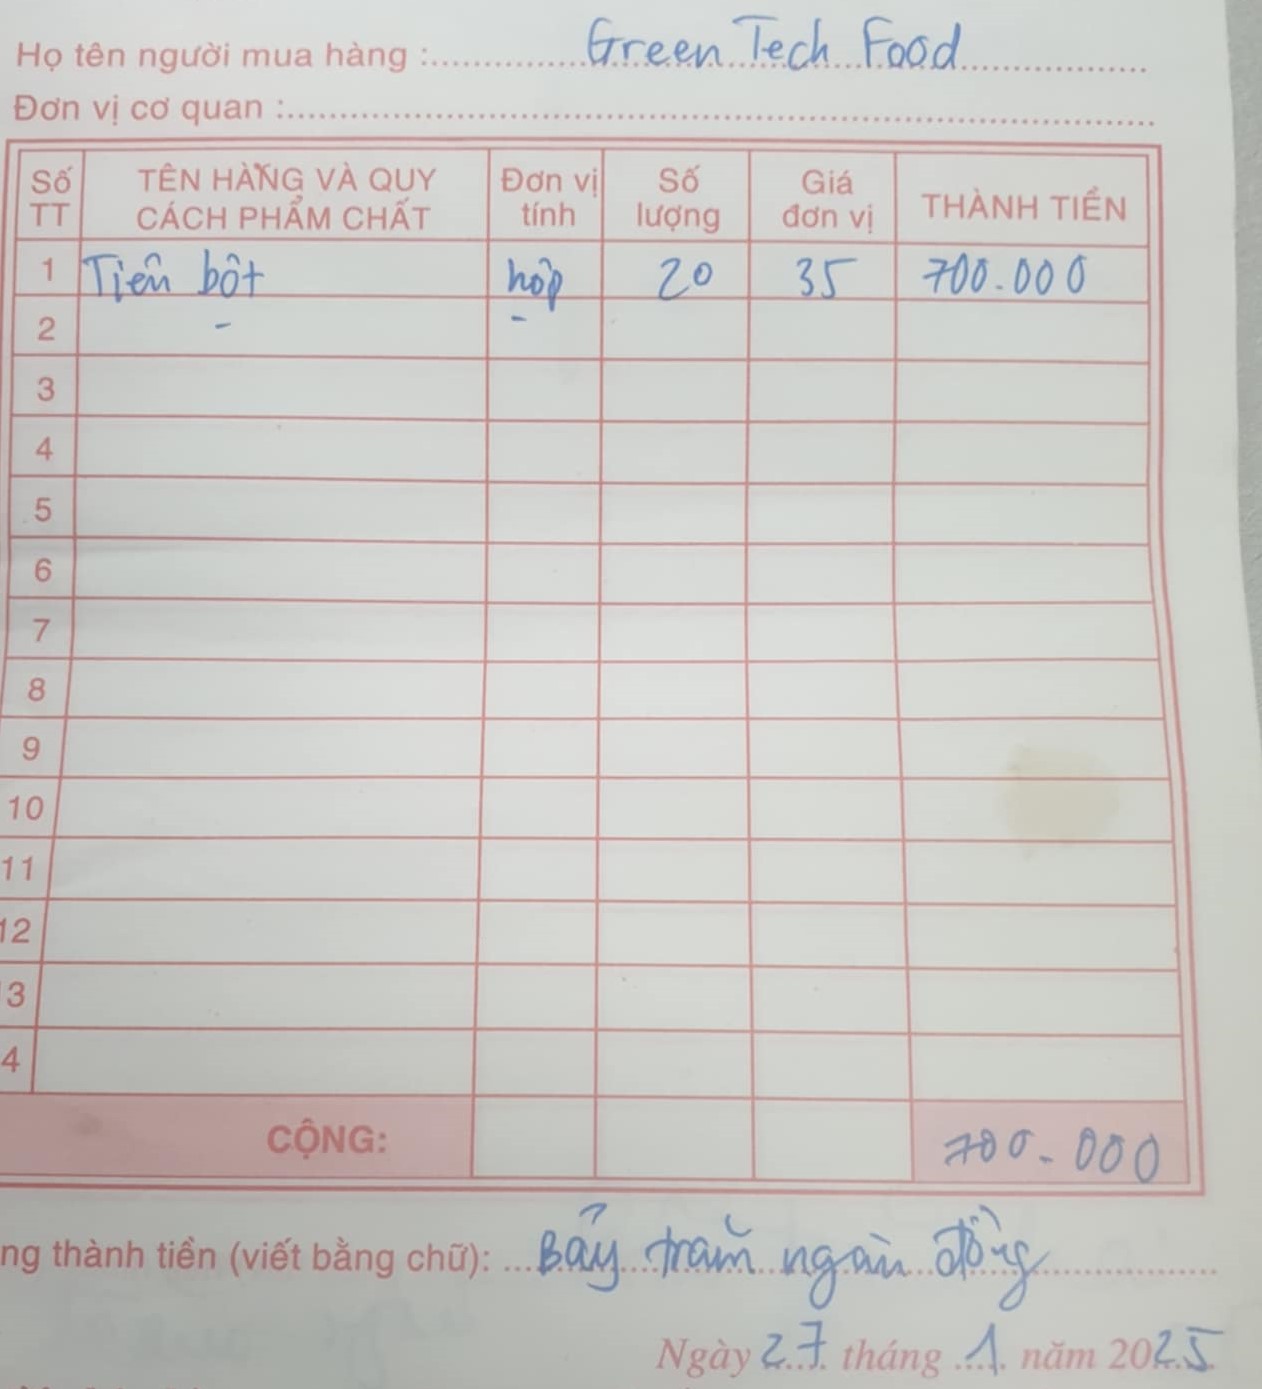 Họ tên người mua hàng : Green Tech Food
Đơn vị cơ quan :
Số TT TÊN HÀNG VÀ QUY CÁCH PHẨM CHẤT Đơn vị tính Số lượng Giá đơn vị THÀNH TIỀN
1 Tiên bột hộp 20 35 700.000
2
3
4
5
6
7
8
9
10
11
12
3
4
CỘNG: 700.000
ng thành tiền (viết bằng chữ): Bảy trăm ngàn đồng
Ngày 27 tháng 1 năm 2025